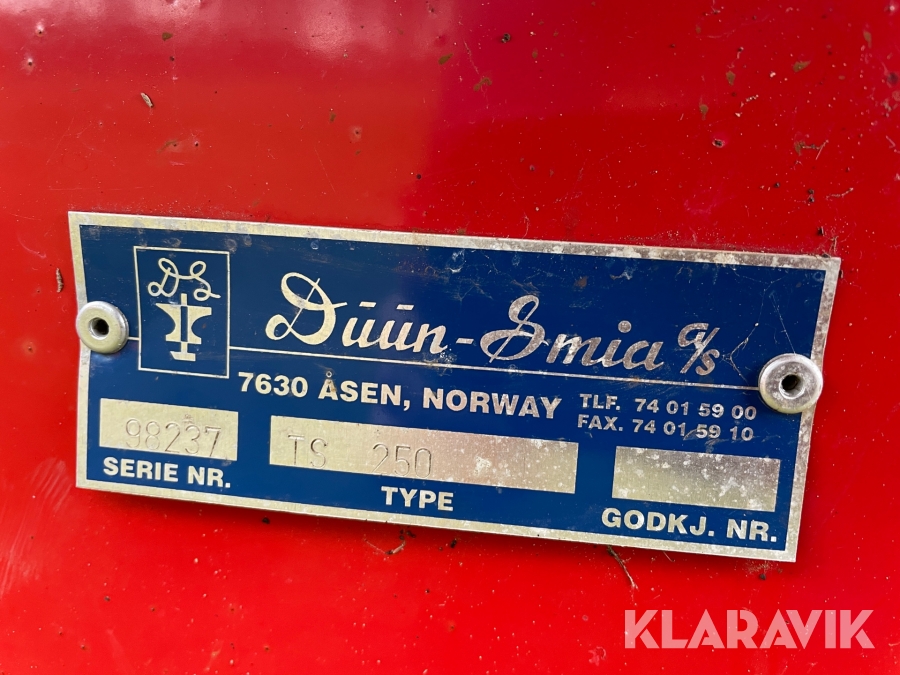 DS
Düün-Smia a/s
7630 ÅSEN, NORWAY
TLF. 74 01 59 00
FAX. 74 01 59 10
98237
TS 250
SERIE NR.
TYPE
GODKJ. NR.
KLARAVIK